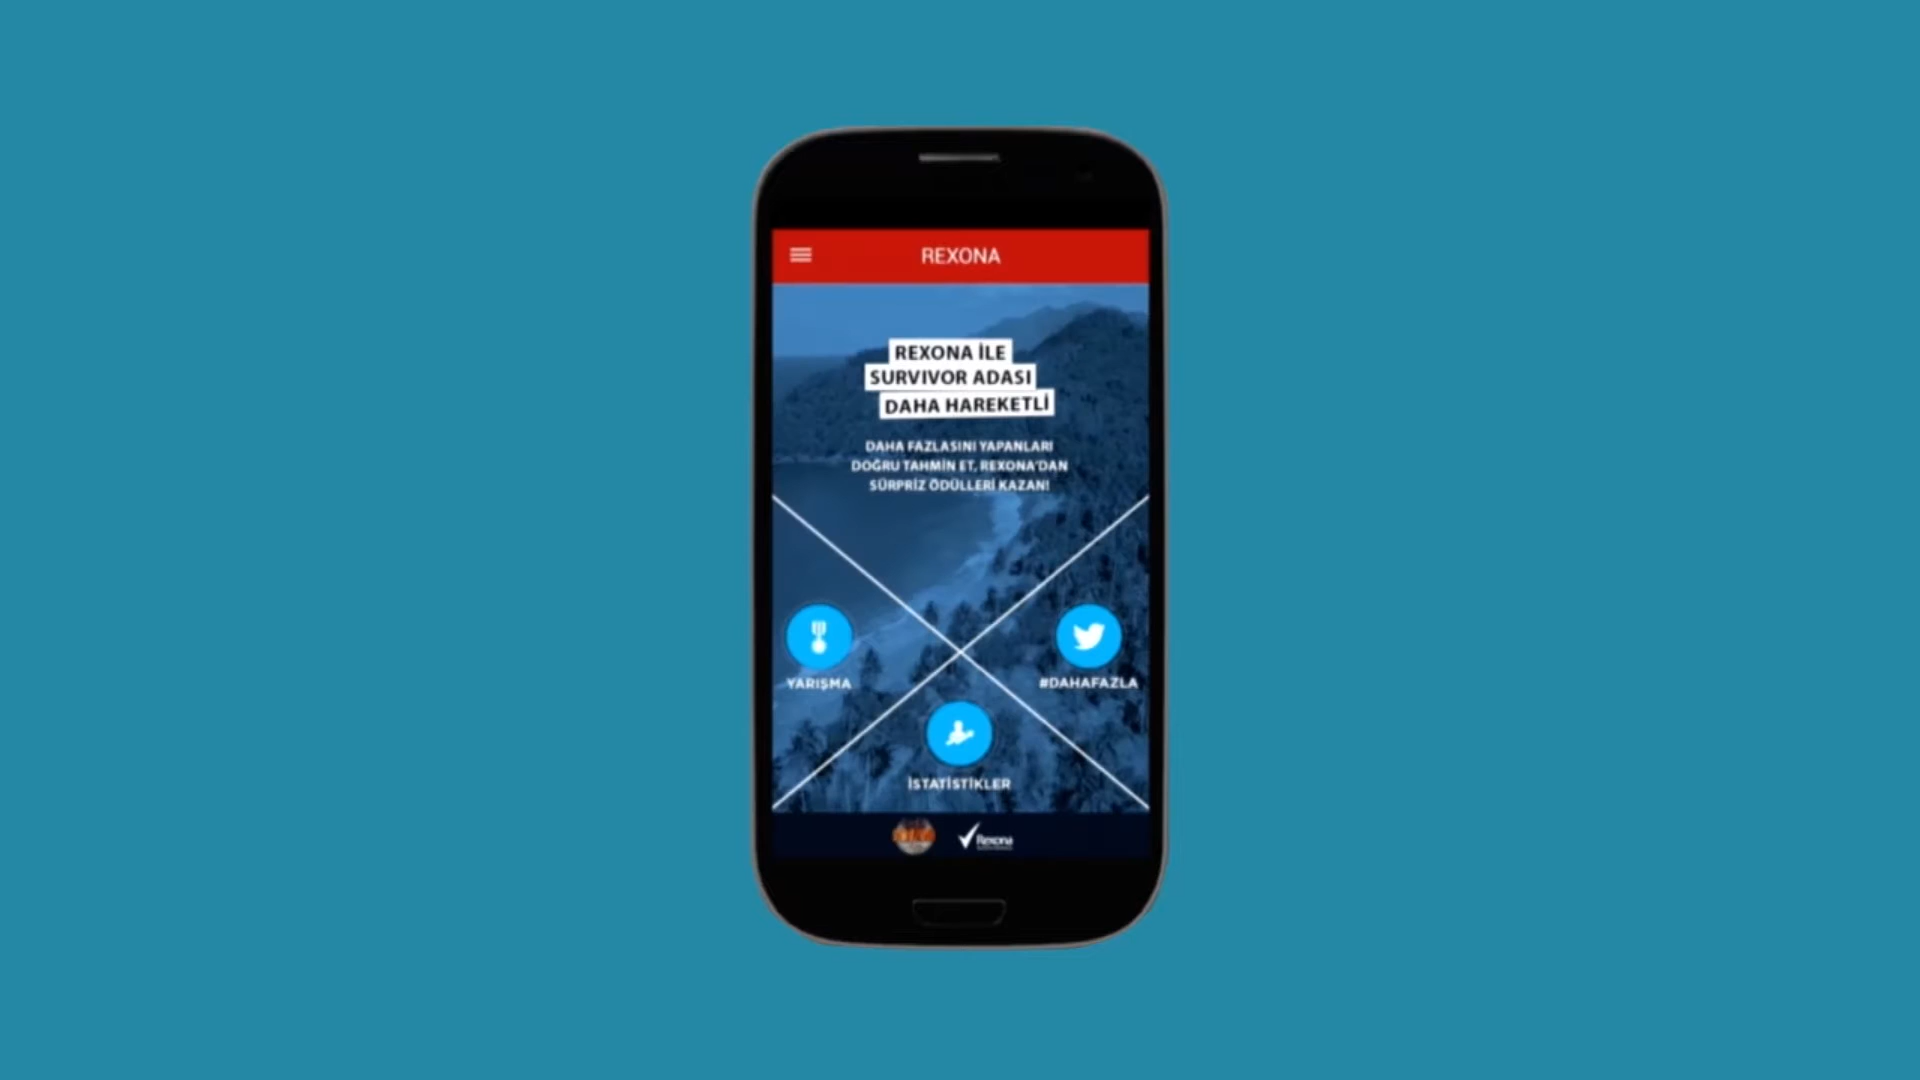 REXONA
REXONA İLE
SURVIVOR ADASI
DAHA HAREKETLİ
DAHA FAZLASINI YAPANLARI
DOĞRU TAHMİN ET, REXONA'DAN
SÜRPRİZ ÖDÜLLERİ KAZAN!
YARIŞMA
#DAHAFAZLA
İSTATİSTİKLER
Rexona